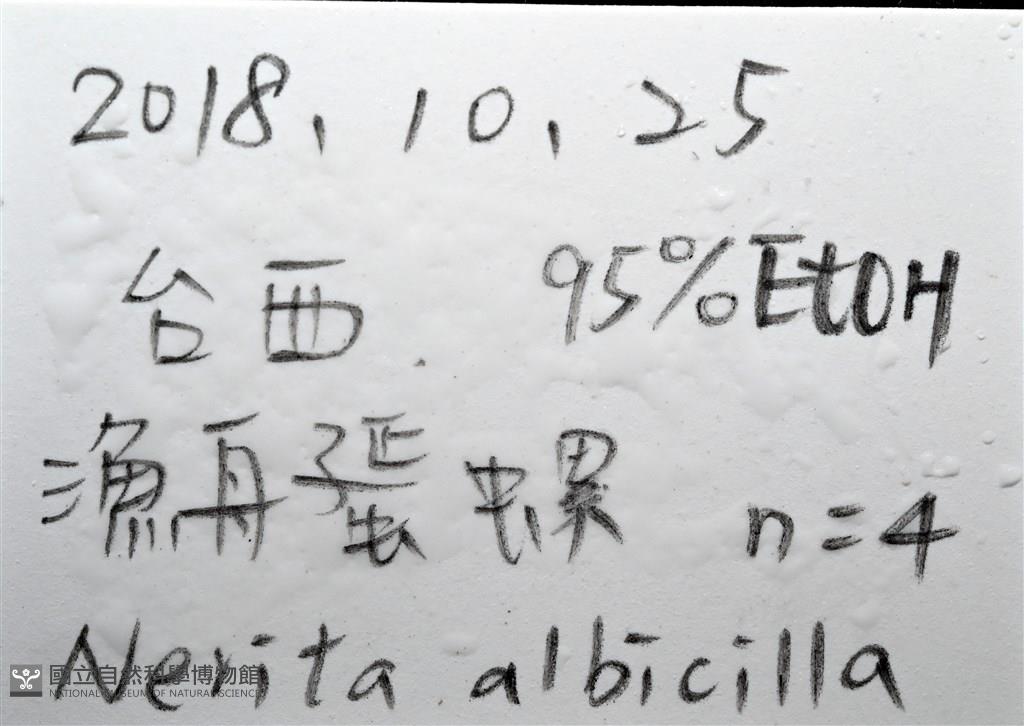 2018, 10, 25
台西 95% EtOH
漁舟蜑螺 n=4
Nerita albicilla
國立自然科學博物館
NATIONAL MUSEUM OF NATURAL SCIENCE